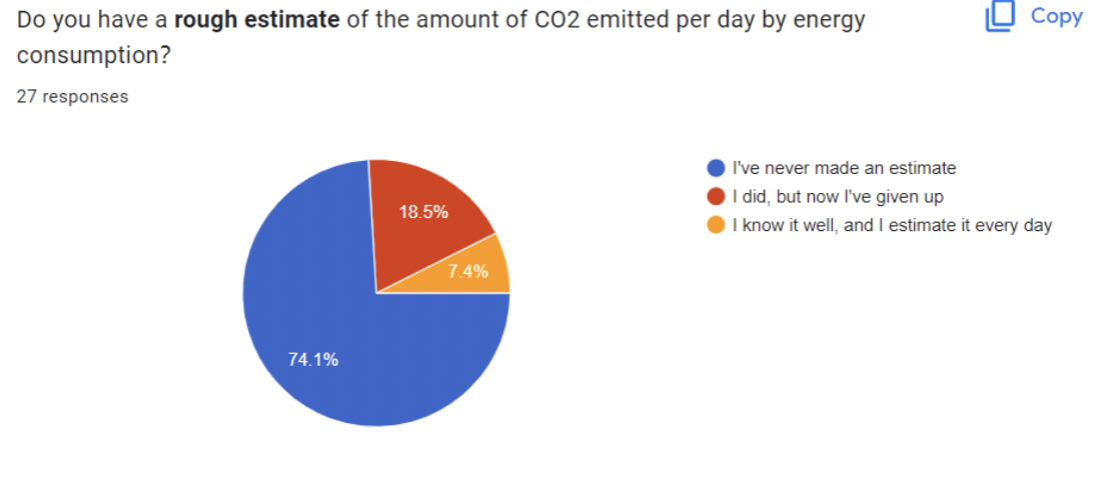 Do you have a rough estimate of the amount of CO2 emitted per day by energy
consumption?
Copy
27 responses
18.5%
7.4%
74.1%
I've never made an estimate
I did, but now I've given up
I know it well, and I estimate it every day